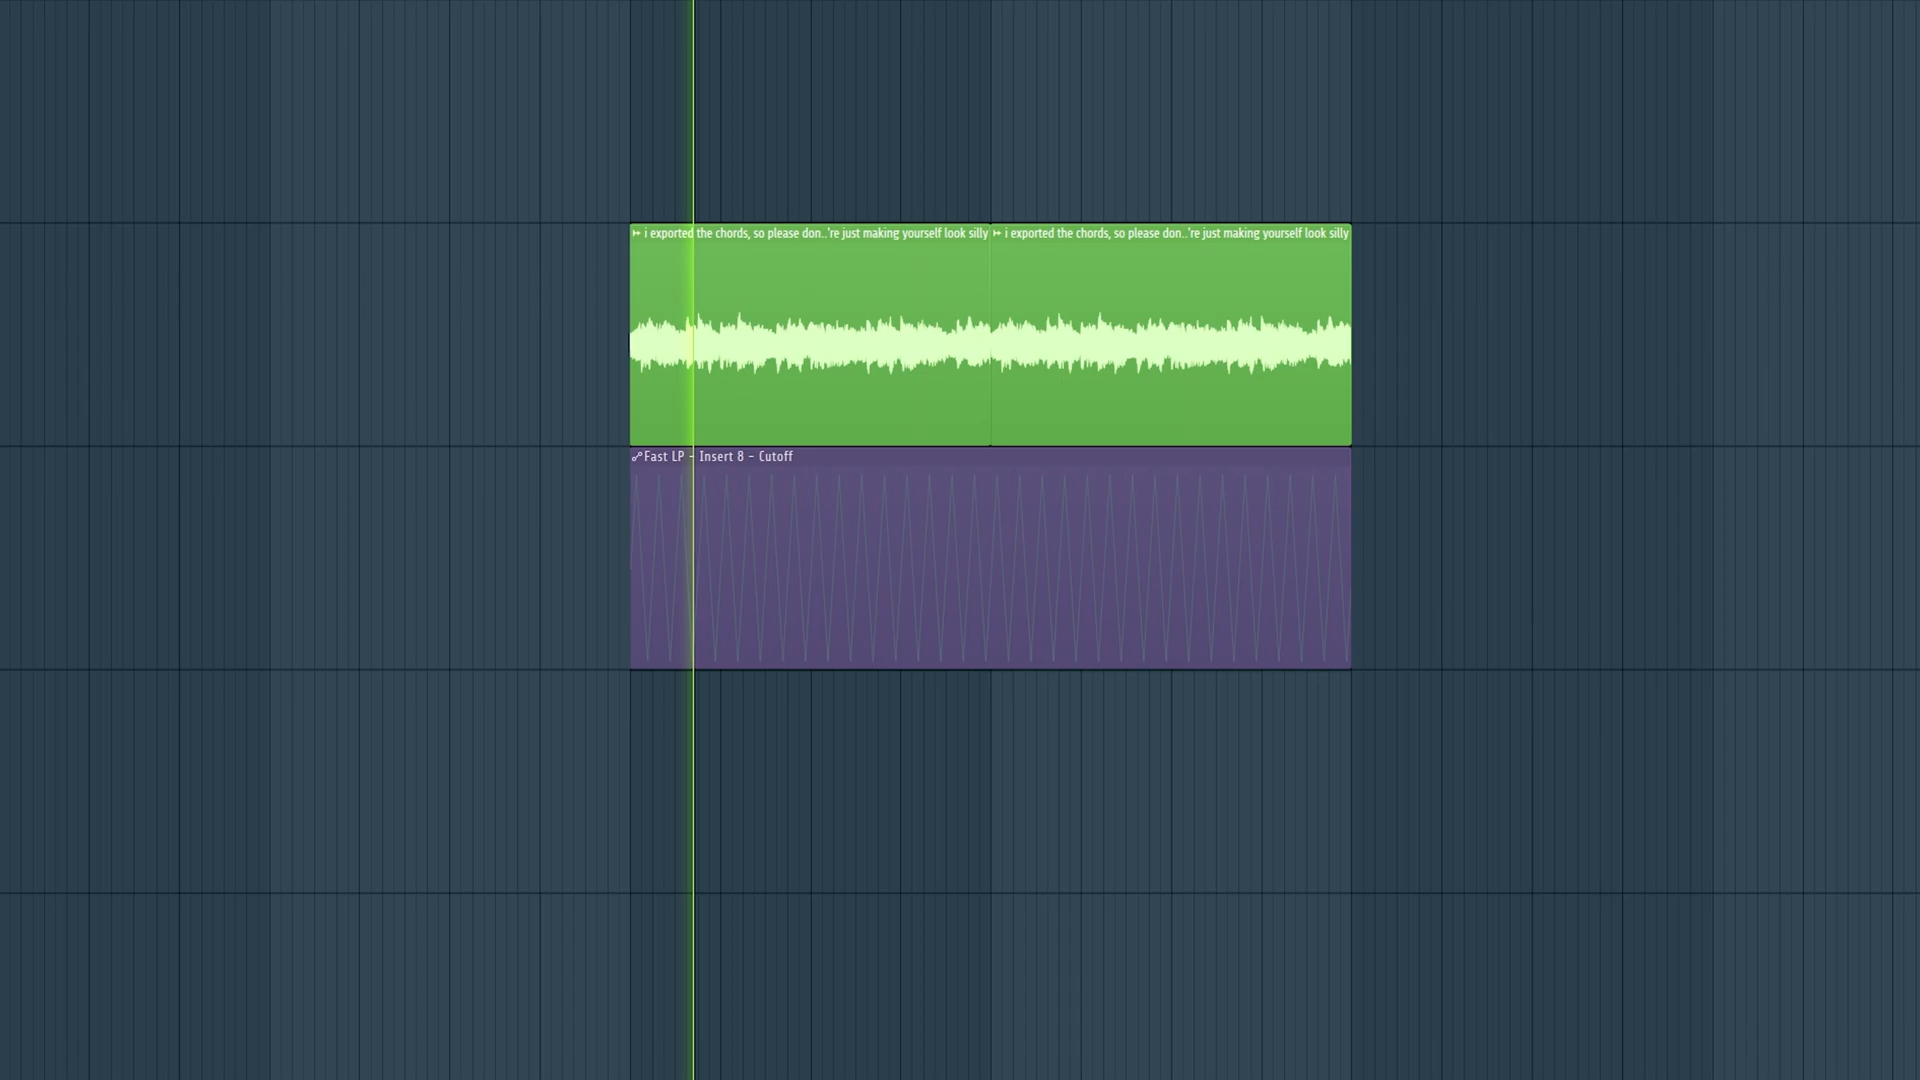 i exported the chords, so please don..'re just making yourself look silly
i exported the chords, so please don..'re just making yourself look silly
Fast LP - Insert 8 - Cutoff